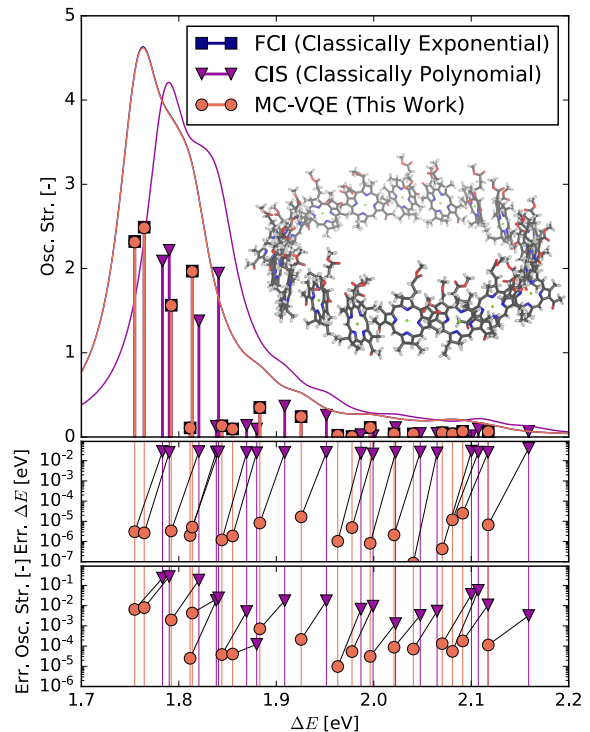 5
4
3
2
1
0
Osc. Str. [-]
FCI (Classically Exponential)
CIS (Classically Polynomial)
MC-VQE (This Work)
10⁻²
10⁻³
10⁻⁴
10⁻⁵
10⁻⁶
10⁻⁷
Err. ΔE [eV]
10⁻¹
10⁻²
10⁻³
10⁻⁴
10⁻⁵
10⁻⁶
Err. Osc. Str. [-]
1.7 1.8 1.9 2.0 2.1 2.2
ΔE [eV]